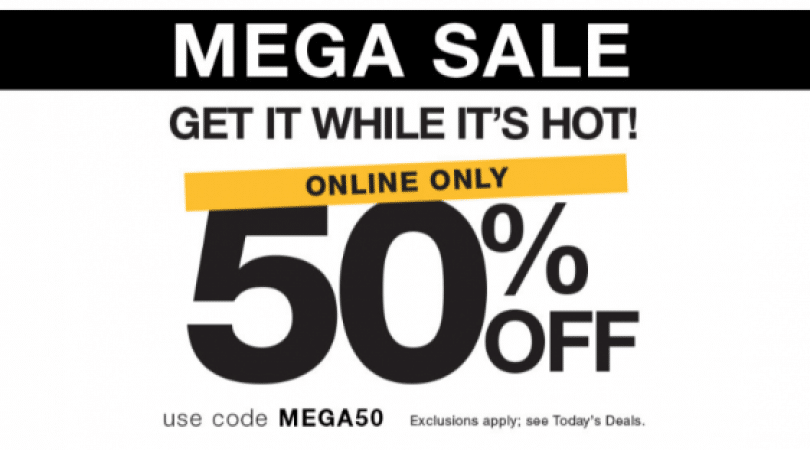 MEGA SALE
GET IT WHILE IT'S HOT!
ONLINE ONLY
50%
OFF
use code MEGA50 Exclusions apply; see Today's Deals.